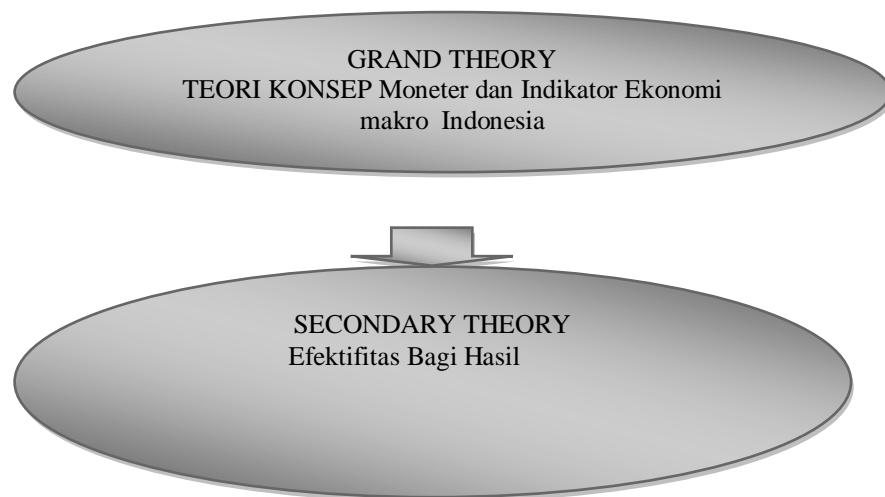 GRAND THEORY
TEORI KONSEP Moneter dan Indikator Ekonomi
makro Indonesia
SECONDARY THEORY
Efektifitas Bagi Hasil